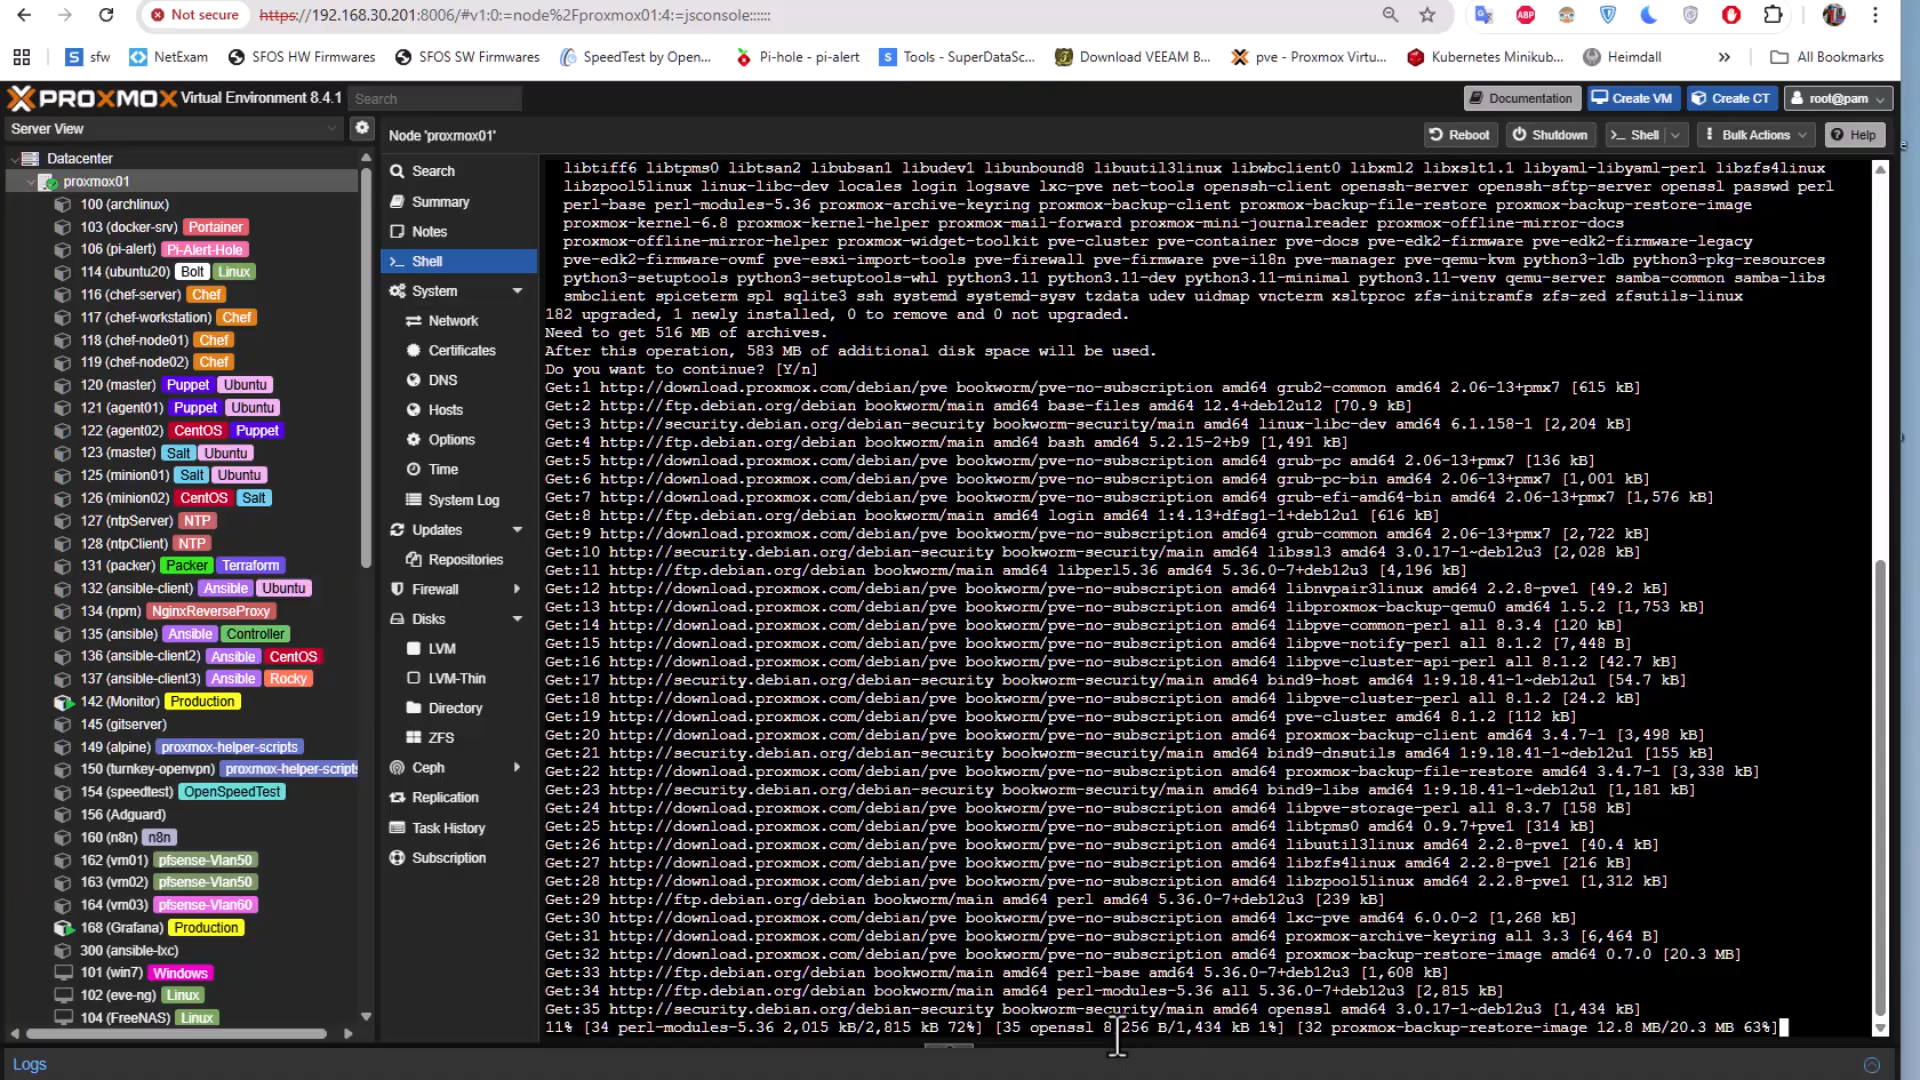 Not secure https://192.168.30.201:8006/#v1:0:=node%2Fproxmox01:4:=jsconsole::::::
ABP
sfw NetExam SFOS HW Firmwares SFOS SW Firmwares SpeedTest by Open... Pi-hole - pi-alert Tools - SuperDataSc... Download VEEAM B... pve - Proxmox Virtu... Kubernetes Minikub... Heimdall » All Bookmarks
PROXMOX Virtual Environment 8.4.1 Search Documentation Create VM Create CT root@pam
Server View
Node 'proxmox01' Reboot Shutdown Shell Bulk Actions Help
Datacenter
proxmox01
100 (archlinux)
103 (docker-srv) Portainer
106 (pi-alert) Pi-Alert-Hole
114 (ubuntu20) Bolt Linux
116 (chef-server) Chef
117 (chef-workstation) Chef
118 (chef-node01) Chef
119 (chef-node02) Chef
120 (master) Puppet Ubuntu
121 (agent01) Puppet Ubuntu
122 (agent02) CentOS Puppet
123 (master) Salt Ubuntu
125 (minion01) Salt Ubuntu
126 (minion02) CentOS Salt
127 (ntpServer) NTP
128 (ntpClient) NTP
131 (packer) Packer Terraform
132 (ansible-client) Ansible Ubuntu
134 (npm) NginxReverseProxy
135 (ansible) Ansible Controller
136 (ansible-client2) Ansible CentOS
137 (ansible-client3) Ansible Rocky
142 (Monitor) Production
145 (gitserver)
149 (alpine) proxmox-helper-scripts
150 (turnkey-openvpn) proxmox-helper-scripts
154 (speedtest) OpenSpeedTest
156 (Adguard)
160 (n8n) n8n
162 (vm01) pfsense-Vlan50
163 (vm02) pfsense-Vlan50
164 (vm03) pfsense-Vlan60
168 (Grafana) Production
300 (ansible-lxc)
101 (win7) Windows
102 (eve-ng) Linux
104 (FreeNAS) Linux
Search
Summary
Notes
Shell
System
Network
Certificates
DNS
Hosts
Options
Time
System Log
Updates
Repositories
Firewall
Disks
LVM
LVM-Thin
Directory
ZFS
Ceph
Replication
Task History
Subscription
libtiff6 libtpms0 libtsan2 libubsan1 libudev1 libunbound8 libuutil3linux libwbclient0 libxml2 libxslt1.1 libyaml-libyaml-perl libzfs4linux
libzpool5linux linux-libc-dev locales login logsave lxc-pve net-tools openssh-client openssh-server openssh-sftp-server openssl passwd perl
perl-base perl-modules-5.36 proxmox-archive-keyring proxmox-backup-client proxmox-backup-file-restore proxmox-backup-restore-image
proxmox-kernel-6.8 proxmox-kernel-helper proxmox-mail-forward proxmox-mini-journalreader proxmox-offline-mirror-docs
proxmox-offline-mirror-helper proxmox-widget-toolkit pve-cluster pve-container pve-docs pve-edk2-firmware pve-edk2-firmware-legacy
pve-edk2-firmware-ovmf pve-esxi-import-tools pve-firewall pve-firmware pve-i18n pve-manager pve-qemu-kvm python3-ldb python3-pkg-resources
python3-setuptools python3-setuptools-whl python3.11 python3.11-dev python3.11-minimal python3.11-venv qemu-server samba-common samba-libs
smbclient spiceterm spl sqlite3 ssh systemd systemd-sysv tzdata udev uidmap vncterm xsltproc zfs-initramfs zfs-zed zfsutils-linux
182 upgraded, 1 newly installed, 0 to remove and 0 not upgraded.
Need to get 516 MB of archives.
After this operation, 583 MB of additional disk space will be used.
Do you want to continue? [Y/n]
Get:1 http://download.proxmox.com/debian/pve bookworm/pve-no-subscription amd64 grub2-common amd64 2.06-13+pmx7 [615 kB]
Get:2 http://ftp.debian.org/debian bookworm/main amd64 base-files amd64 12.4+deb12u12 [70.9 kB]
Get:3 http://security.debian.org/debian-security bookworm-security/main amd64 linux-libc-dev amd64 6.1.158-1 [2,204 kB]
Get:4 http://ftp.debian.org/debian bookworm/main amd64 bash amd64 5.2.15-2+b9 [1,491 kB]
Get:5 http://download.proxmox.com/debian/pve bookworm/pve-no-subscription amd64 grub-pc amd64 2.06-13+pmx7 [136 kB]
Get:6 http://download.proxmox.com/debian/pve bookworm/pve-no-subscription amd64 grub-pc-bin amd64 2.06-13+pmx7 [1,001 kB]
Get:7 http://download.proxmox.com/debian/pve bookworm/pve-no-subscription amd64 grub-efi-amd64-bin amd64 2.06-13+pmx7 [1,576 kB]
Get:8 http://ftp.debian.org/debian bookworm/main amd64 login amd64 1:4.13+dfsg1-1+deb12u1 [616 kB]
Get:9 http://download.proxmox.com/debian/pve bookworm/pve-no-subscription amd64 grub-common amd64 2.06-13+pmx7 [2,722 kB]
Get:10 http://security.debian.org/debian-security bookworm-security/main amd64 libssl3 amd64 3.0.17-1~deb12u3 [2,028 kB]
Get:11 http://ftp.debian.org/debian bookworm/main amd64 libperl5.36 amd64 5.36.0-7+deb12u3 [4,196 kB]
Get:12 http://download.proxmox.com/debian/pve bookworm/pve-no-subscription amd64 libnvpair3linux amd64 2.2.8-pve1 [49.2 kB]
Get:13 http://download.proxmox.com/debian/pve bookworm/pve-no-subscription amd64 libproxmox-backup-qemu0 amd64 1.5.2 [1,753 kB]
Get:14 http://download.proxmox.com/debian/pve bookworm/pve-no-subscription amd64 libpve-common-perl all 8.3.4 [120 kB]
Get:15 http://download.proxmox.com/debian/pve bookworm/pve-no-subscription amd64 libpve-notify-perl all 8.1.2 [7,448 B]
Get:16 http://download.proxmox.com/debian/pve bookworm/pve-no-subscription amd64 libpve-cluster-api-perl all 8.1.2 [42.7 kB]
Get:17 http://security.debian.org/debian-security bookworm-security/main amd64 bind9-host amd64 1:9.18.41-1~deb12u1 [54.7 kB]
Get:18 http://download.proxmox.com/debian/pve bookworm/pve-no-subscription amd64 libpve-cluster-perl all 8.1.2 [24.2 kB]
Get:19 http://download.proxmox.com/debian/pve bookworm/pve-no-subscription amd64 pve-cluster amd64 8.1.2 [112 kB]
Get:20 http://download.proxmox.com/debian/pve bookworm/pve-no-subscription amd64 proxmox-backup-client amd64 3.4.7-1 [3,498 kB]
Get:21 http://security.debian.org/debian-security bookworm-security/main amd64 bind9-dnsutils amd64 1:9.18.41-1~deb12u1 [155 kB]
Get:22 http://download.proxmox.com/debian/pve bookworm/pve-no-subscription amd64 proxmox-backup-file-restore amd64 3.4.7-1 [3,338 kB]
Get:23 http://security.debian.org/debian-security bookworm-security/main amd64 bind9-libs amd64 1:9.18.41-1~deb12u1 [1,181 kB]
Get:24 http://download.proxmox.com/debian/pve bookworm/pve-no-subscription amd64 libpve-storage-perl all 8.3.7 [158 kB]
Get:25 http://download.proxmox.com/debian/pve bookworm/pve-no-subscription amd64 libtpms0 amd64 0.9.7+pve1 [314 kB]
Get:26 http://download.proxmox.com/debian/pve bookworm/pve-no-subscription amd64 libuutil3linux amd64 2.2.8-pve1 [40.4 kB]
Get:27 http://download.proxmox.com/debian/pve bookworm/pve-no-subscription amd64 libzfs4linux amd64 2.2.8-pve1 [216 kB]
Get:28 http://download.proxmox.com/debian/pve bookworm/pve-no-subscription amd64 libzpool5linux amd64 2.2.8-pve1 [1,312 kB]
Get:29 http://ftp.debian.org/debian bookworm/main amd64 perl amd64 5.36.0-7+deb12u3 [239 kB]
Get:30 http://download.proxmox.com/debian/pve bookworm/pve-no-subscription amd64 lxc-pve amd64 6.0.0-2 [1,268 kB]
Get:31 http://download.proxmox.com/debian/pve bookworm/pve-no-subscription amd64 proxmox-archive-keyring all 3.3 [6,464 B]
Get:32 http://download.proxmox.com/debian/pve bookworm/pve-no-subscription amd64 proxmox-backup-restore-image amd64 0.7.0 [20.3 MB]
Get:33 http://ftp.debian.org/debian bookworm/main amd64 perl-base amd64 5.36.0-7+deb12u3 [1,608 kB]
Get:34 http://ftp.debian.org/debian bookworm/main amd64 perl-modules-5.36 all 5.36.0-7+deb12u3 [2,815 kB]
Get:35 http://security.debian.org/debian-security bookworm-security/main amd64 openssl amd64 3.0.17-1~deb12u3 [1,434 kB]
11% [34 perl-modules-5.36 2,015 kB/2,815 kB 72%] [35 openssl 8,256 B/1,434 kB 1%] [32 proxmox-backup-restore-image 12.8 MB/20.3 MB 63%]
Logs